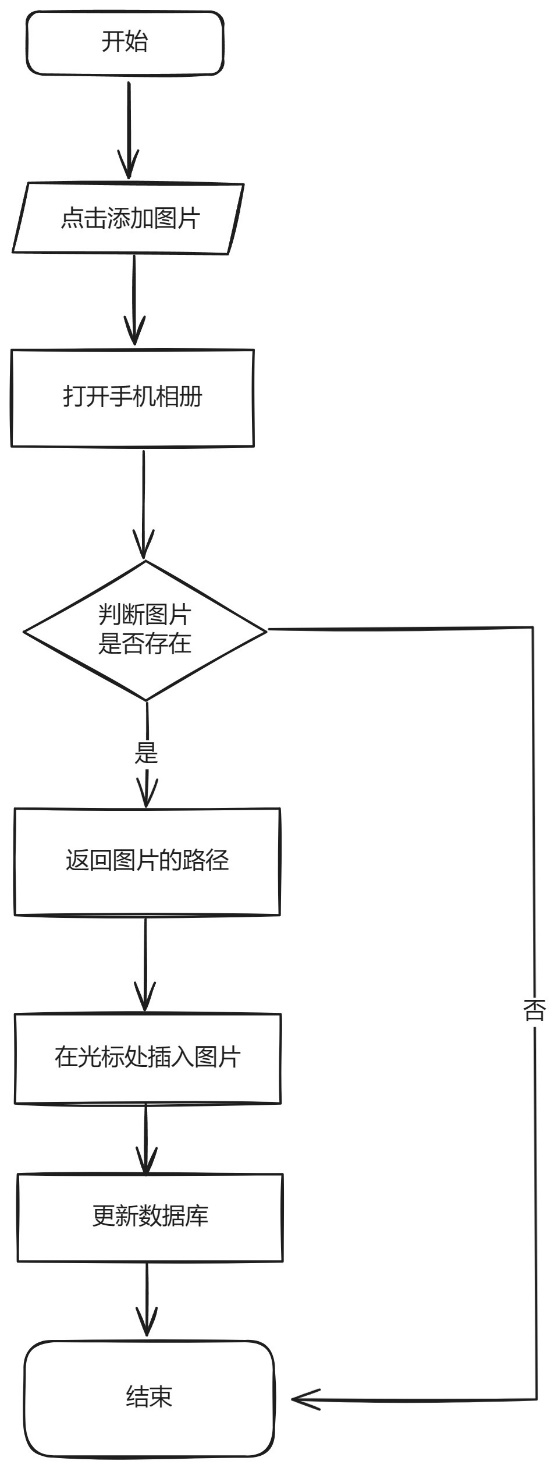 开始
点击添加图片
打开手机相册
判断图片
是否存在
是
返回图片的路径
否
在光标处插入图片
更新数据库
结束